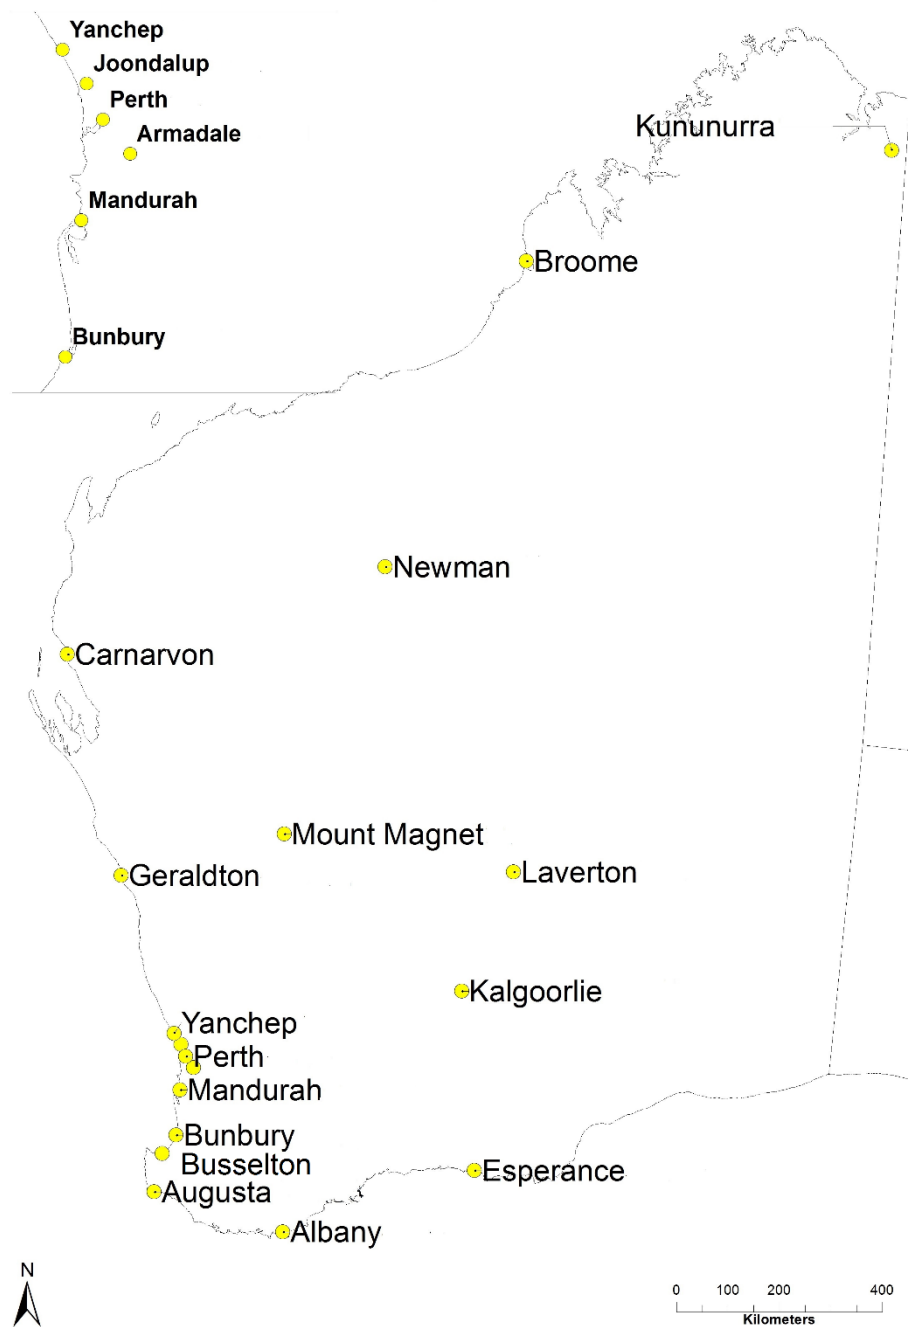 Yanchep
Joondalup
Perth
Armadale
Mandurah
Bunbury
Kununurra
Broome
Newman
Carnarvon
Mount Magnet
Laverton
Geraldton
Kalgoorlie
Yanchep
Perth
Mandurah
Bunbury
Busselton
Augusta
Esperance
Albany
N
0 100 200 400
Kilometers